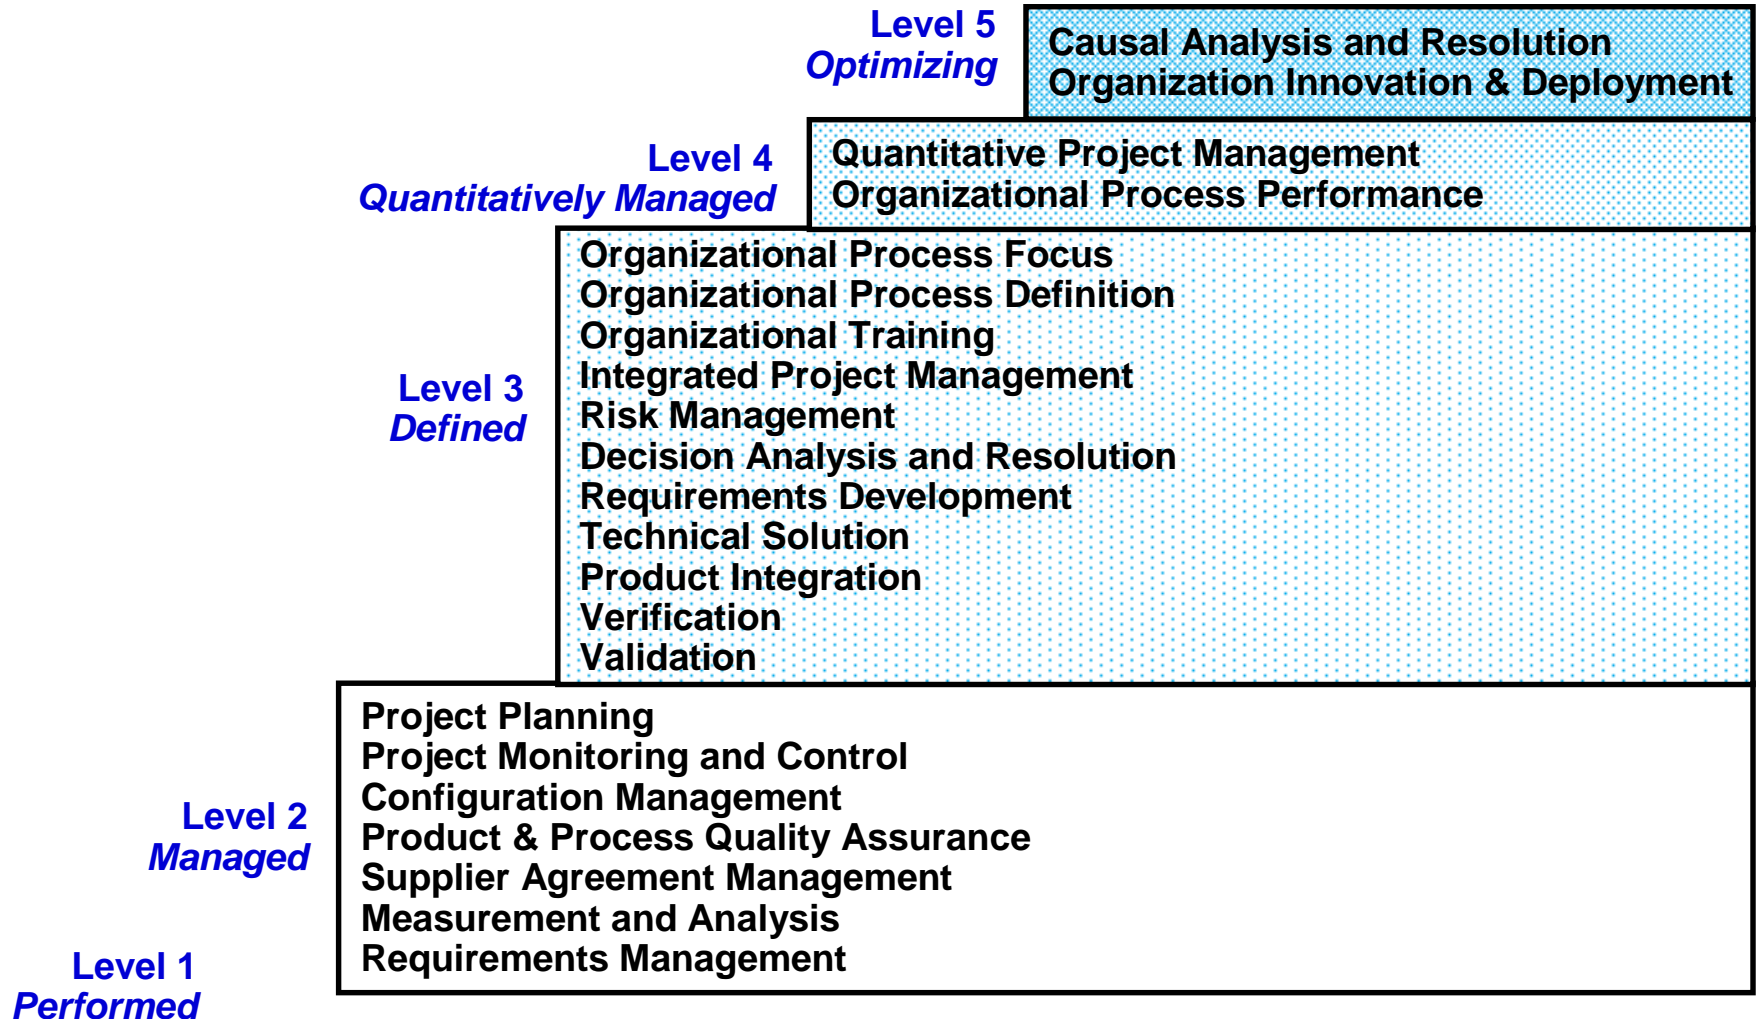 Level 5
Optimizing
Causal Analysis and Resolution
Organization Innovation & Deployment
Level 4
Quantitatively Managed
Quantitative Project Management
Organizational Process Performance
Level 3
Defined
Organizational Process Focus
Organizational Process Definition
Organizational Training
Integrated Project Management
Risk Management
Decision Analysis and Resolution
Requirements Development
Technical Solution
Product Integration
Verification
Validation
Level 2
Managed
Project Planning
Project Monitoring and Control
Configuration Management
Product & Process Quality Assurance
Supplier Agreement Management
Measurement and Analysis
Requirements Management
Level 1
Performed